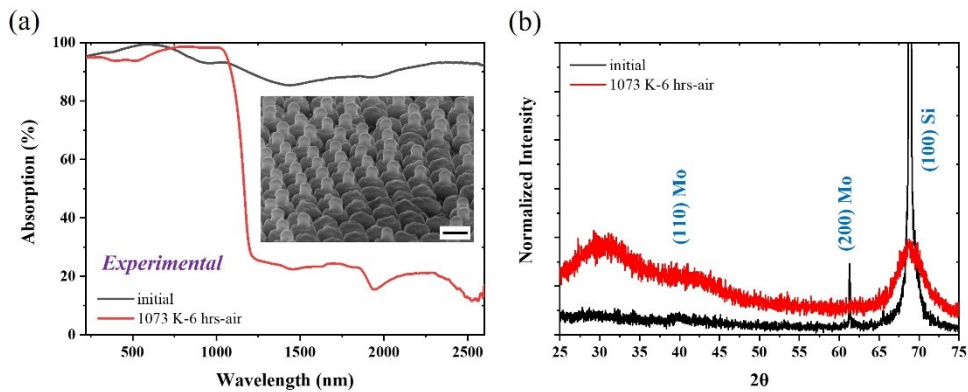 (a)
100
80
60
40
20
0
Absorption (%)
Experimental
initial
1073 K-6 hrs-air
500 1000 1500 2000 2500
Wavelength (nm)
(b)
Normalized Intensity
initial
1073 K-6 hrs-air
(110) Mo
(200) Mo
(100) Si
25 31 35 40 45 50 55 61 65 70 75
2θ